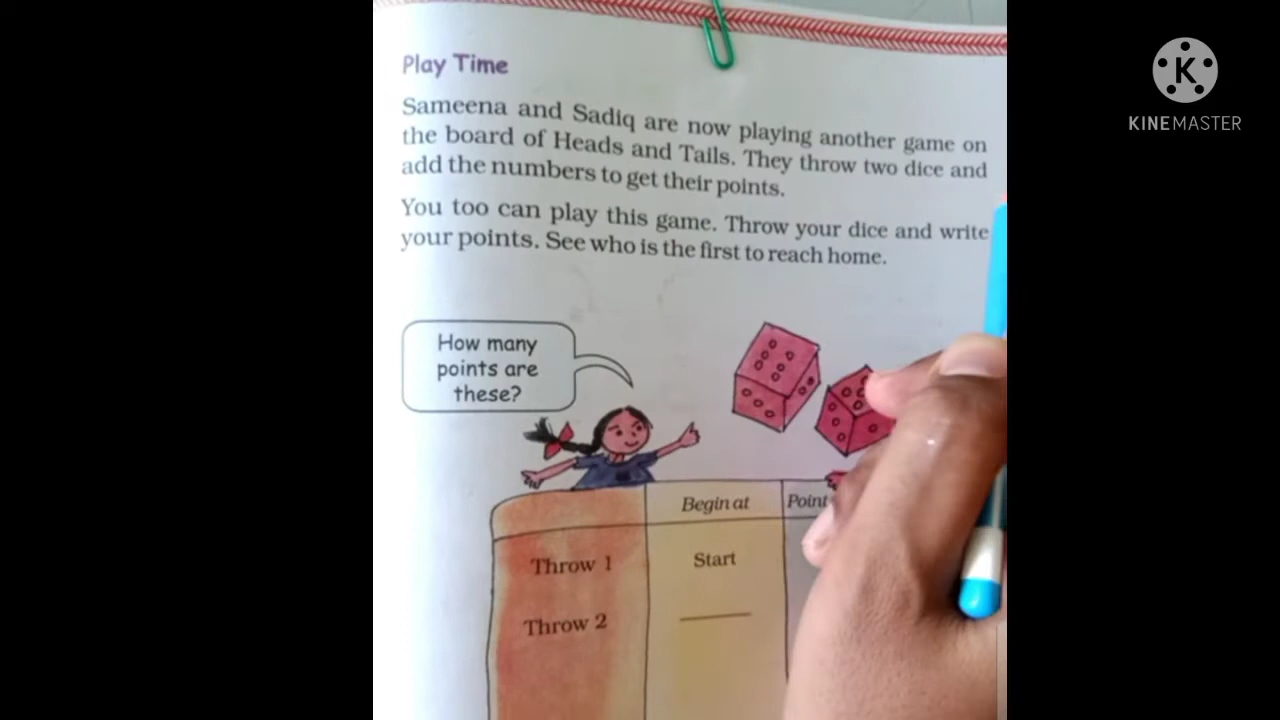 Play Time
Sameena and Sadiq are now playing another game on
the board of Heads and Tails. They throw two dice and
add the numbers to get their points.
You too can play this game. Throw your dice and write
your points. See who is the first to reach home.
How many
points are
these?
Begin at
Point
Throw 1
Start
Throw 2
K
KINEMASTER